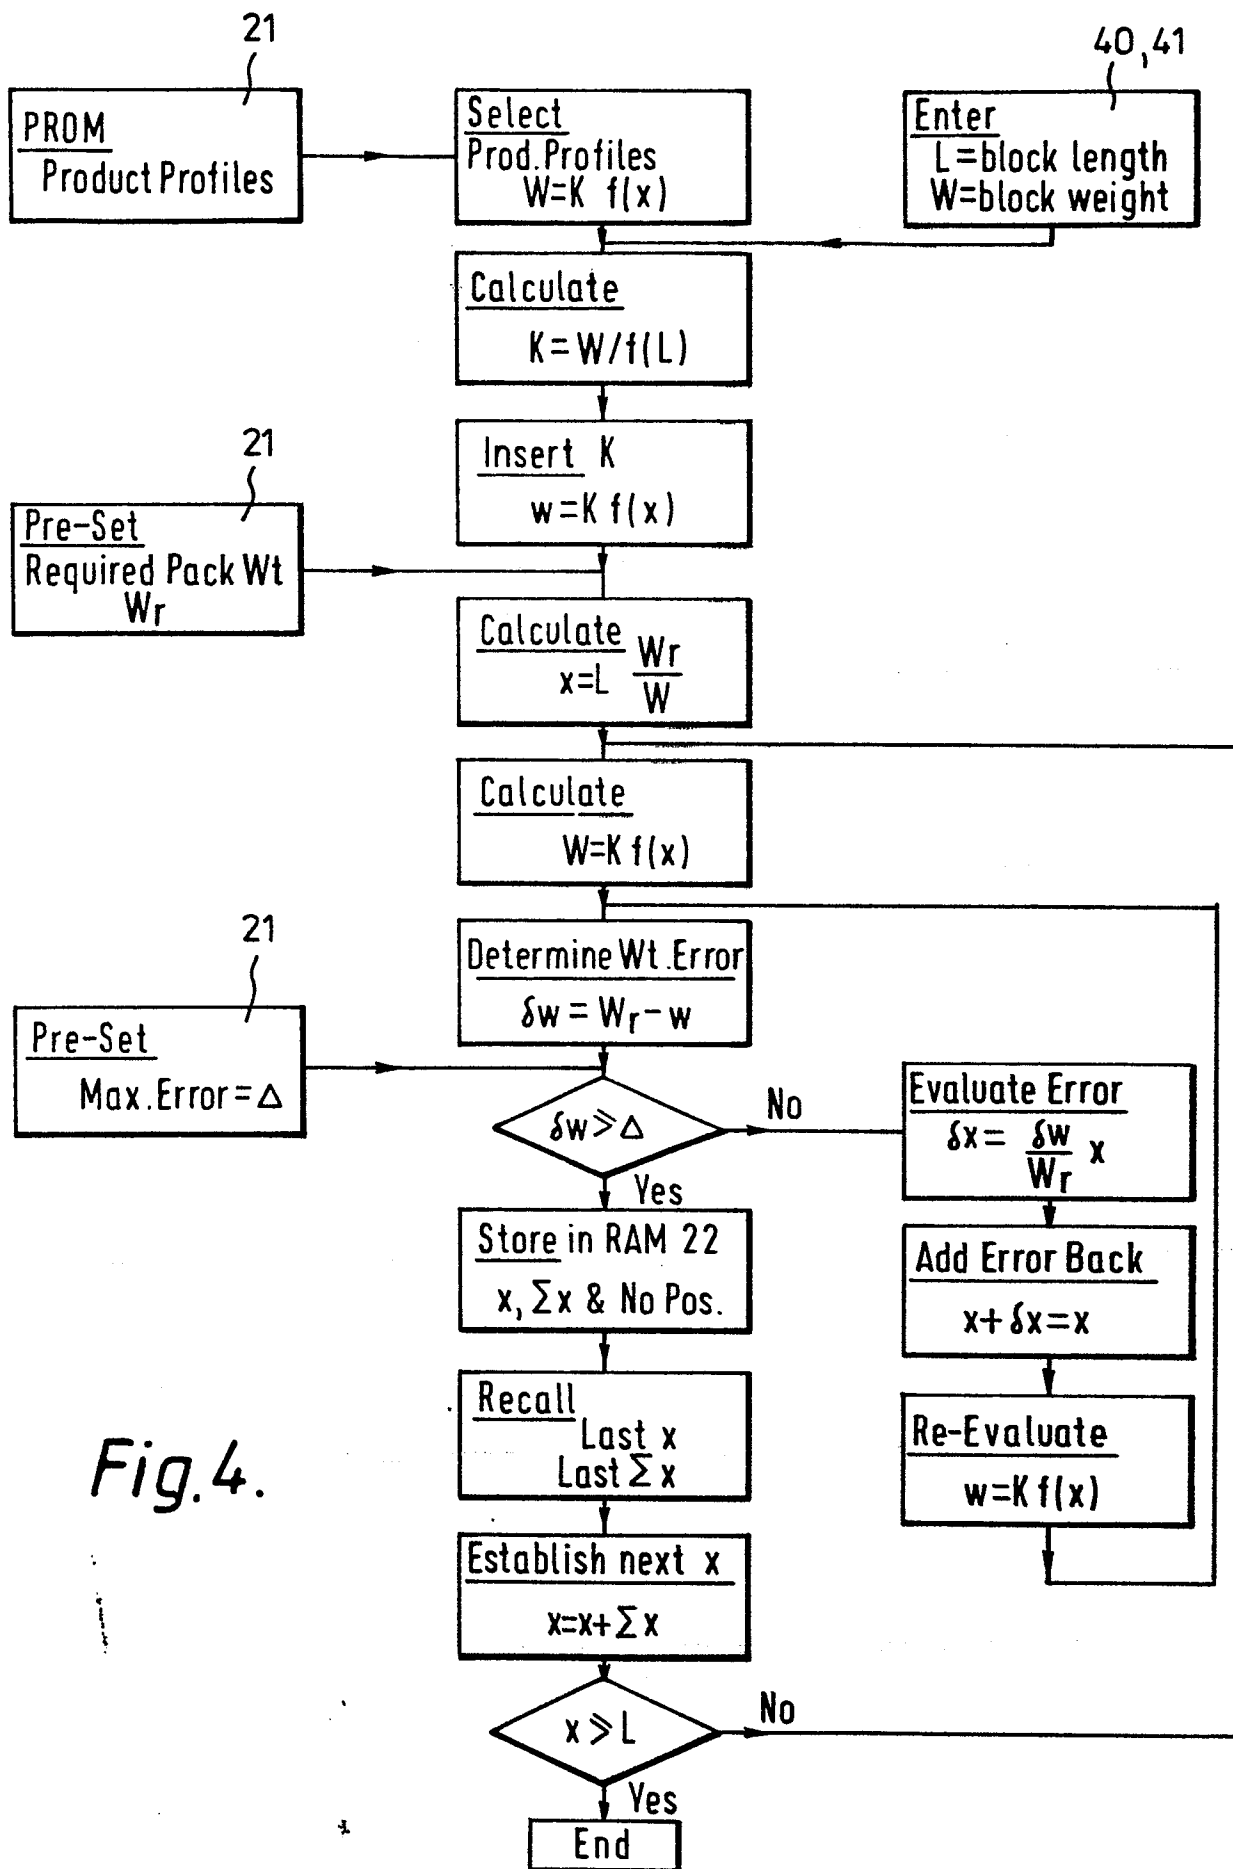 21
40,41
PROM
Product Profiles
Select
Prod.Profiles
W=K f(x)
Enter
L=block length
W=block weight
Calculate
K=W/f(L)
21
Insert K
w=K f(x)
Pre-Set
Required Pack Wt
Wr
Calculate
x=L Wr/W
Calculate
W=K f(x)
21
Determine Wt.Error
δw = Wr - w
Pre-Set
Max.Error = Δ
δw ⩾ Δ
No
Yes
Evaluate Error
δx = δw/Wr x
Store in RAM 22
x, Σx & No Pos.
Add Error Back
x + δx = x
Recall
Last x
Last Σ x
Re-Evaluate
w=K f(x)
Fig.4.
Establish next x
x=x+Σx
x ⩾ L
No
Yes
End